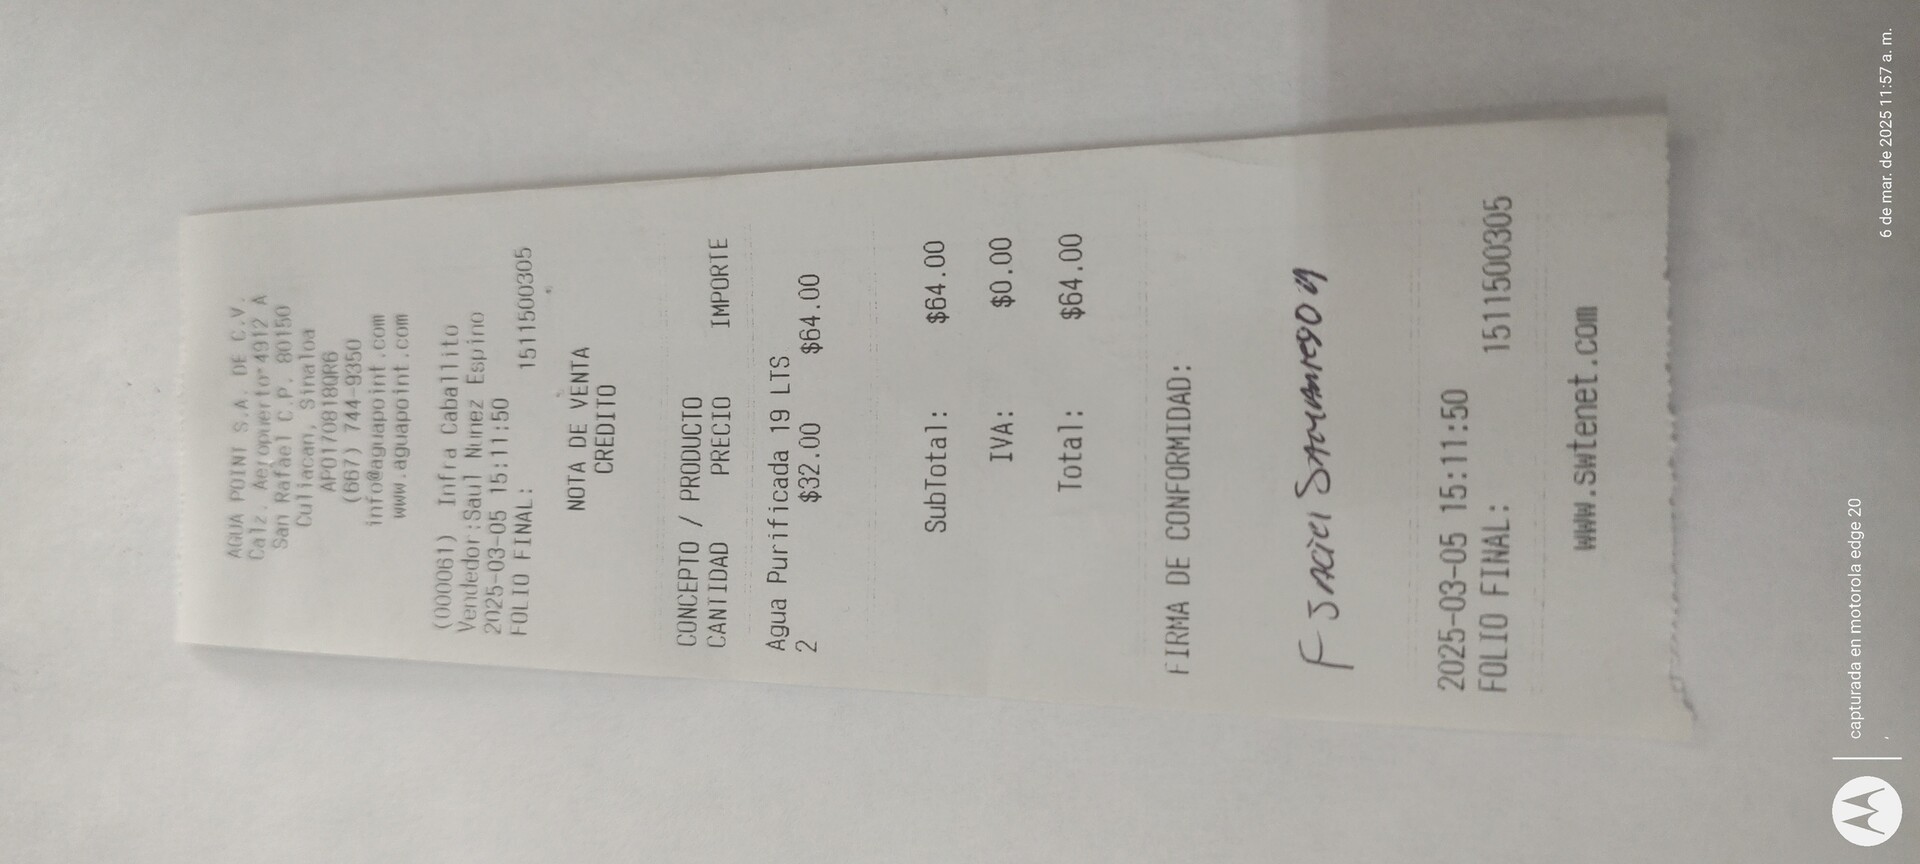 AGUA POINT S.A. DE C.V.
Calz. Aeropuerto 4912 A
San Rafael C.P. 80150
Culiacan, Sinaloa
APO170818QR6
(667) 744-9350
info@aguapoint.com
www.aguapoint.com
(000061) Infra Caballito
Vendedor:Saul Nunez Espino
2025-03-05 15:11:50
FOLIO FINAL: 1511500305
NOTA DE VENTA
CREDITO
CONCEPTO / PRODUCTO
CANTIDAD PRECIO IMPORTE
Agua Purificada 19 LTS
2 $32.00 $64.00
SubTotal: $64.00
IVA: $0.00
Total: $64.00
FIRMA DE CONFORMIDAD:
F
2025-03-05 15:11:50
FOLIO FINAL: 1511500305
www.swtenet.com
capturada en motorola edge 20
,
6 de mar. de 2025 11:57 a. m.